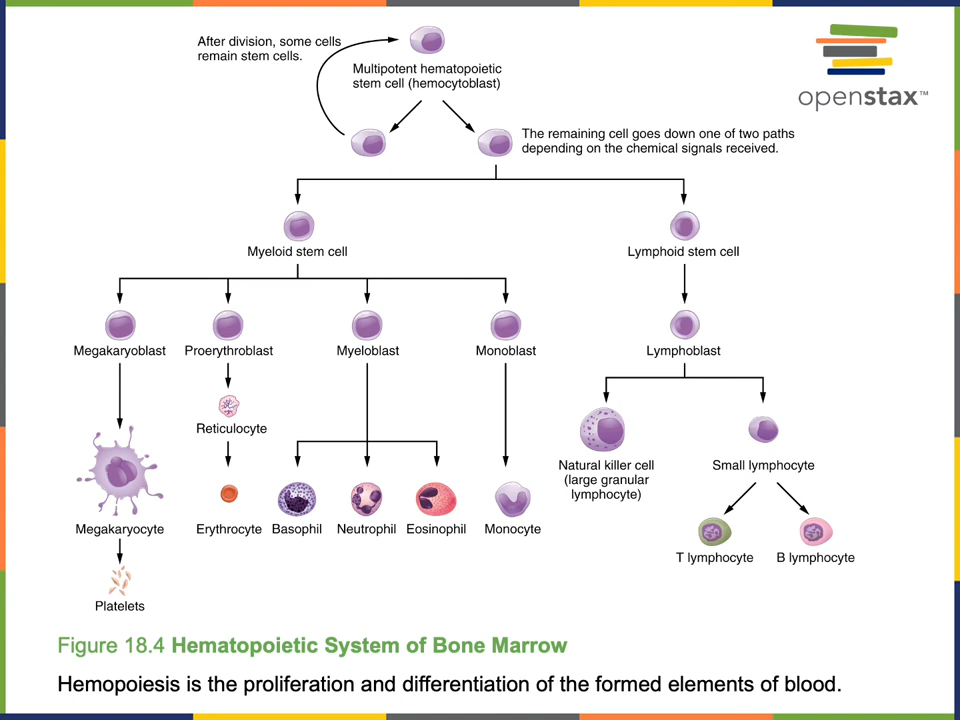 After division, some cells
remain stem cells.
Multipotent hematopoietic
stem cell (hemocytoblast)
openstax™
The remaining cell goes down one of two paths
depending on the chemical signals received.
Myeloid stem cell
Lymphoid stem cell
Megakaryoblast
Proerythroblast
Myeloblast
Monoblast
Lymphoblast
Reticulocyte
Natural killer cell
(large granular
lymphocyte)
Small lymphocyte
Megakaryocyte
Erythrocyte
Basophil
Neutrophil
Eosinophil
Monocyte
T lymphocyte
B lymphocyte
Platelets
Figure 18.4 Hematopoietic System of Bone Marrow
Hemopoiesis is the proliferation and differentiation of the formed elements of blood.